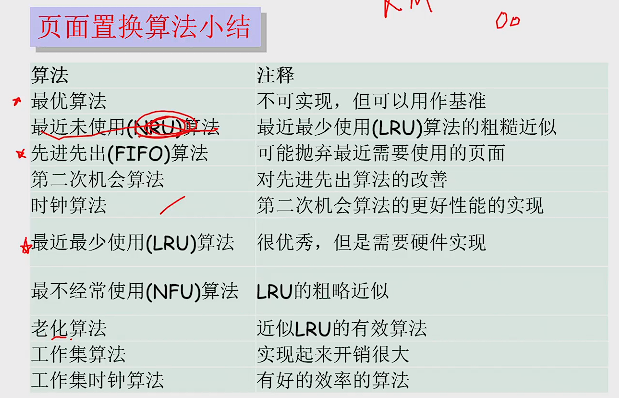 页面置换算法小结
RM
00
算法 注释
最优算法 不可实现，但可以用作基准
最近未使用(NRU)算法 最近最少使用(LRU)算法的粗糙近似
先进先出(FIFO)算法 可能抛弃最近需要使用的页面
第二次机会算法 对先进先出算法的改善
时钟算法 第二次机会算法的更好性能的实现
最近最少使用(LRU)算法 很优秀，但是需要硬件实现
最不经常使用(NFU)算法 LRU的粗略近似
老化算法 近似LRU的有效算法
工作集算法 实现起来开销很大
工作集时钟算法 有好的效率的算法